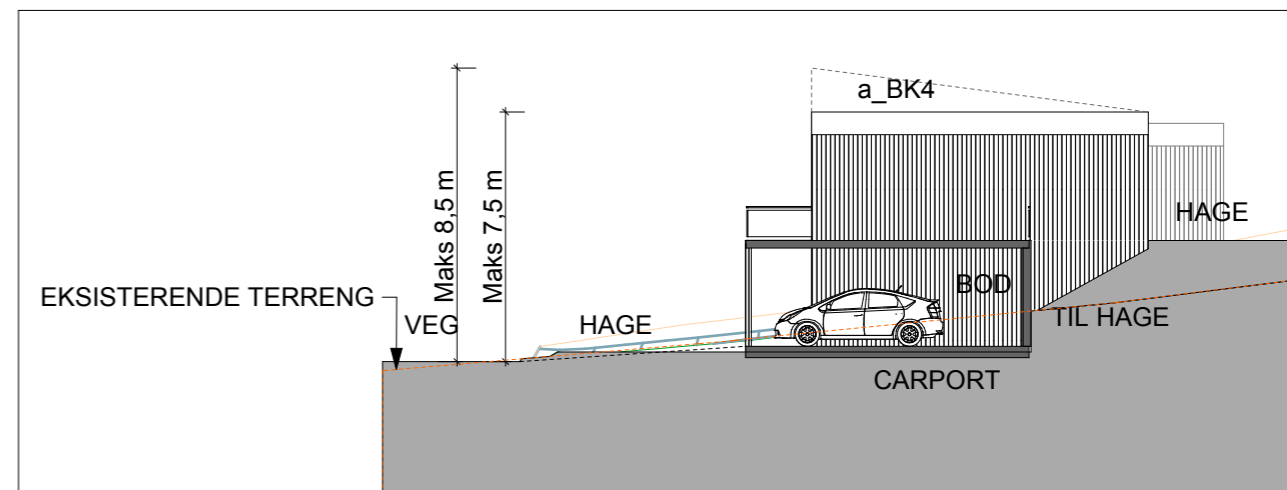 a_BK4
Maks 8,5 m
Maks 7,5 m
HAGE
BOD
EKSISTERENDE TERRENG
VEG
HAGE
TIL HAGE
CARPORT